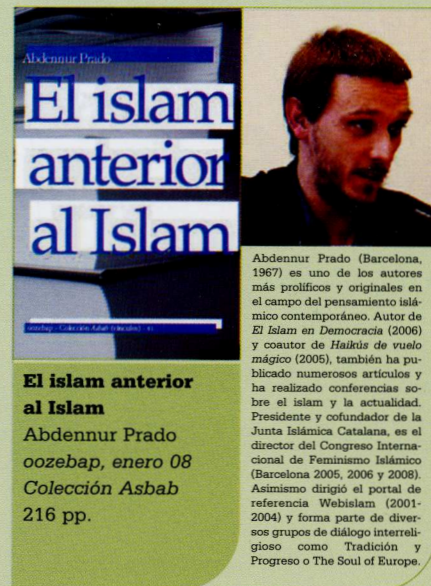 Abdennur Prado
El islam
anterior
al Islam
oozebap - Colección Asbab (vínculos) - 01
El islam anterior
al Islam
Abdennur Prado
oozebap, enero 08
Colección Asbab
216 pp.
Abdennur Prado (Barcelona,
1967) es uno de los autores
más prolíficos y originales en
el campo del pensamiento islá-
mico contemporáneo. Autor de
El Islam en Democracia (2006)
y coautor de Haikús de vuelo
mágico (2005), también ha pu-
blicado numerosos artículos y
ha realizado conferencias so-
bre el islam y la actualidad.
Presidente y cofundador de la
Junta Islámica Catalana, es el
director del Congreso Interna-
cional de Feminismo Islámico
(Barcelona 2005, 2006 y 2008).
Asimismo dirigió el portal de
referencia Webislam (2001-
2004) y forma parte de diver-
sos grupos de diálogo interreli-
gioso como Tradición y
Progreso o The Soul of Europe.